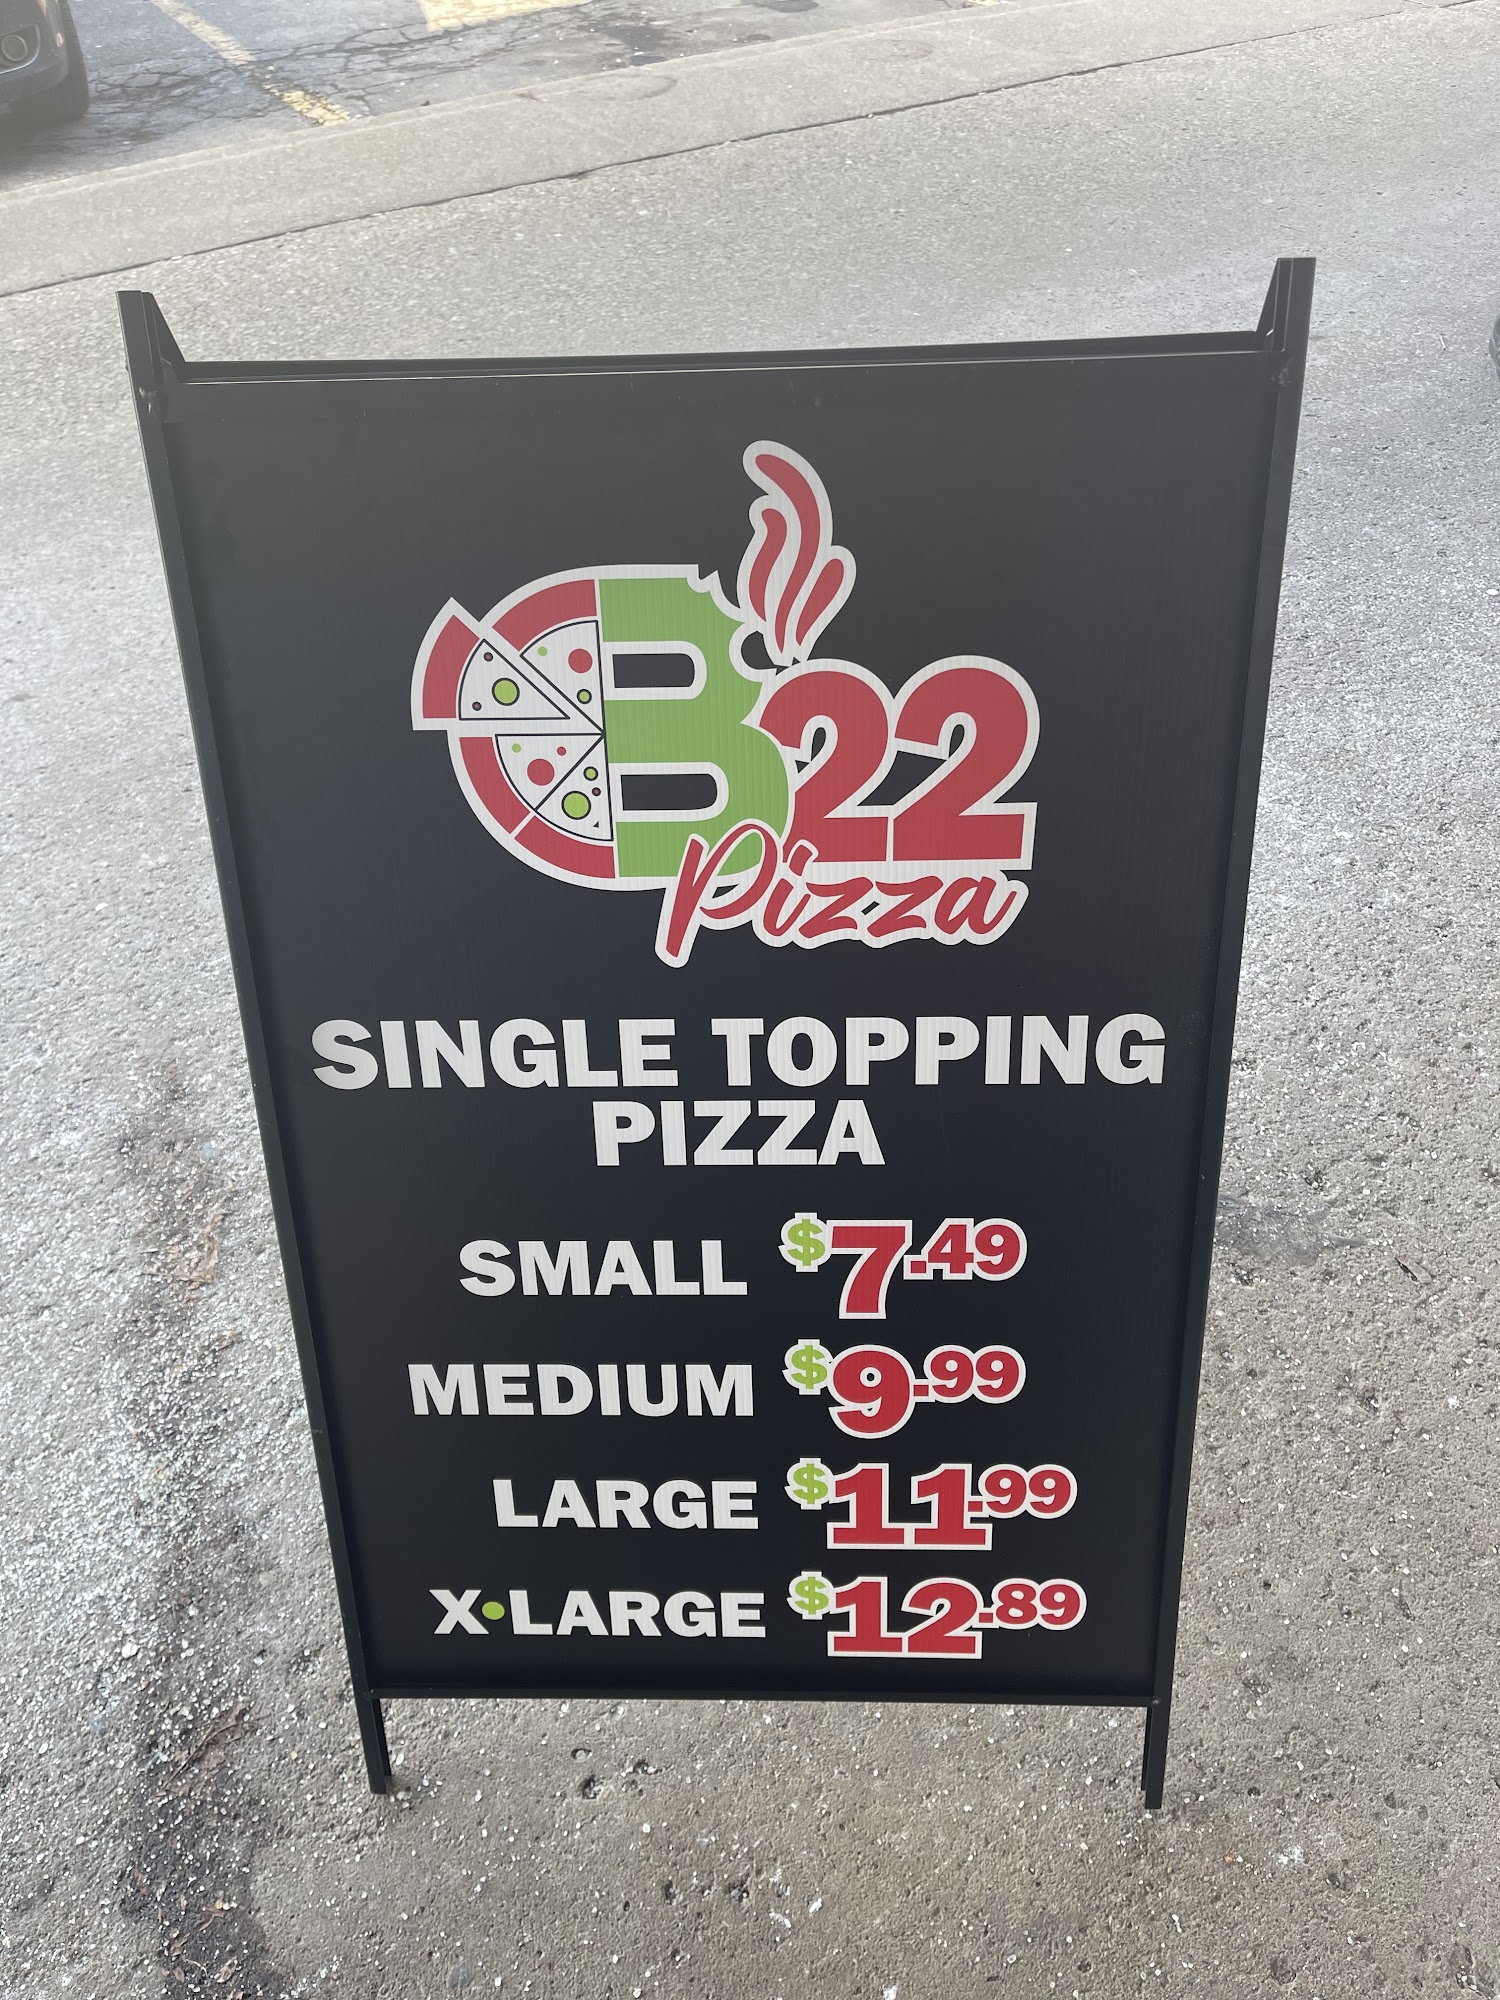 B22
Pizza
SINGLE TOPPING
PIZZA
SMALL $7.49
MEDIUM $9.99
LARGE $11.99
X•LARGE $12.89